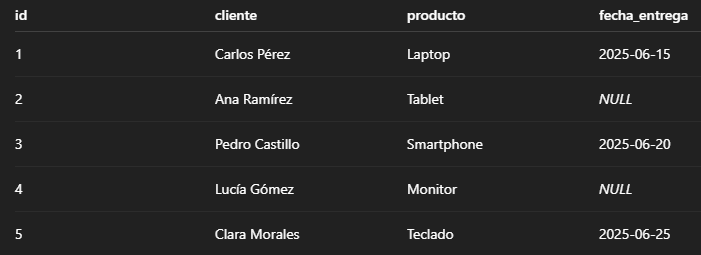 id cliente producto fecha_entrega
1 Carlos Pérez Laptop 2025-06-15
2 Ana Ramírez Tablet NULL
3 Pedro Castillo Smartphone 2025-06-20
4 Lucía Gómez Monitor NULL
5 Clara Morales Teclado 2025-06-25